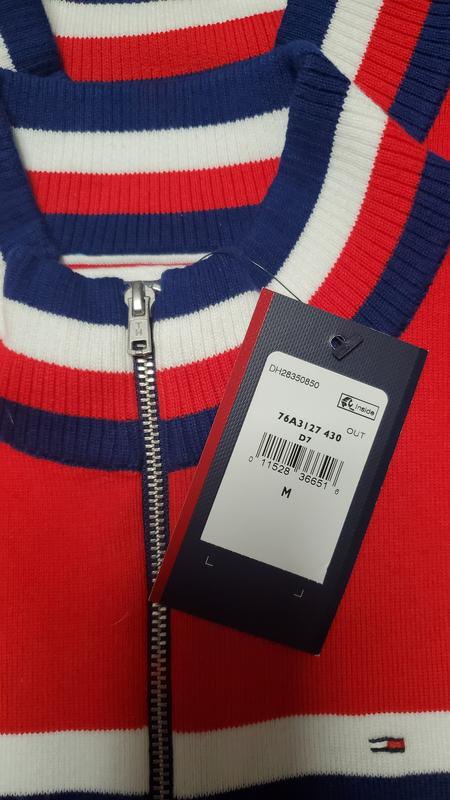 DH28350850
Inside
OUT
76A3127 430
D7
0 11528 36651 6
M